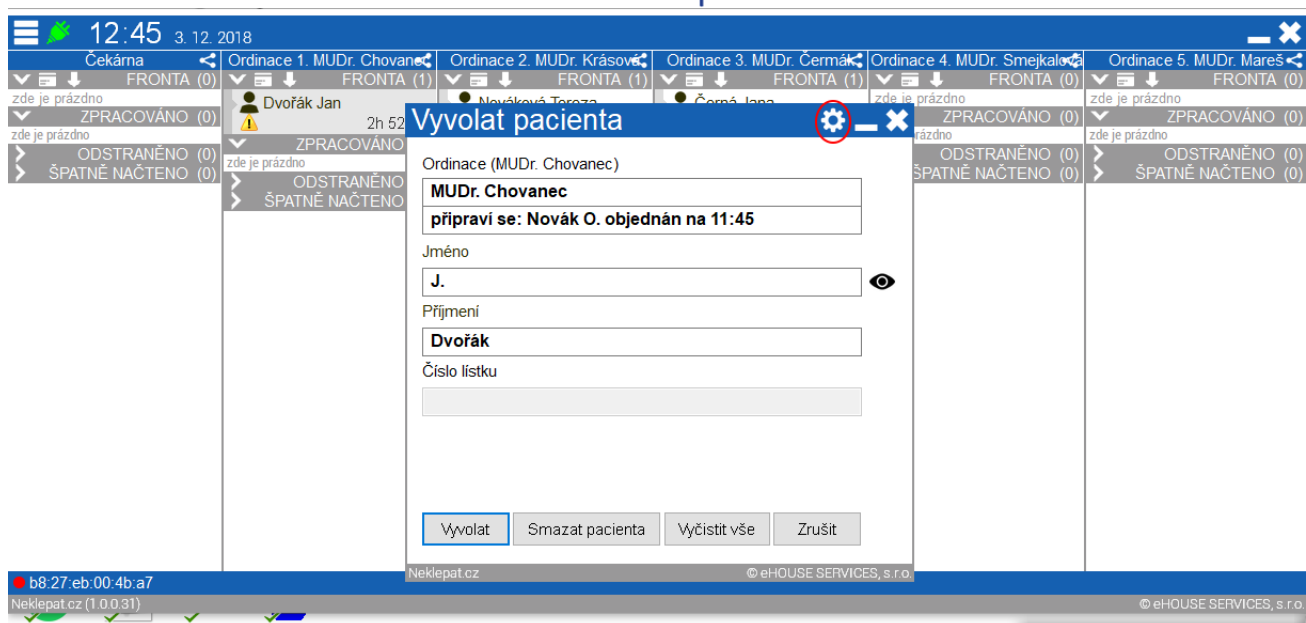 12:45 3. 12. 2018
Čekárna
FRONTA (0)
zde je prázdno
ZPRACOVÁNO (0)
zde je prázdno
ODSTRANĚNO (0)
ŠPATNĚ NAČTENO (0)
Ordinace 1. MUDr. Chovanec
FRONTA (1)
Dvořák Jan
2h 52
ZPRACOVÁNO
zde je prázdno
ODSTRANĚNO
ŠPATNĚ NAČTENO
Ordinace 2. MUDr. Krásová
FRONTA (1)
Nováková Tereza
Ordinace 3. MUDr. Čermák
FRONTA (1)
Černá Jana
Ordinace 4. MUDr. Smejkalová
FRONTA (0)
zde je prázdno
ZPRACOVÁNO (0)
rázdno
ODSTRANĚNO (0)
ŠPATNĚ NAČTENO (0)
Ordinace 5. MUDr. Mareš
FRONTA (0)
zde je prázdno
ZPRACOVÁNO (0)
zde je prázdno
ODSTRANĚNO (0)
ŠPATNĚ NAČTENO (0)
Vyvolat pacienta
Ordinace (MUDr. Chovanec)
MUDr. Chovanec
připraví se: Novák O. objednán na 11:45
Jméno
J.
Příjmení
Dvořák
Číslo lístku
Vyvolat Smazat pacienta Vyčistit vše Zrušit
Neklepat.cz © eHOUSE SERVICES, s.r.o.
b8:27:eb:00:4b:a7
Neklepat.cz (1.0.0.31) © eHOUSE SERVICES, s.r.o.